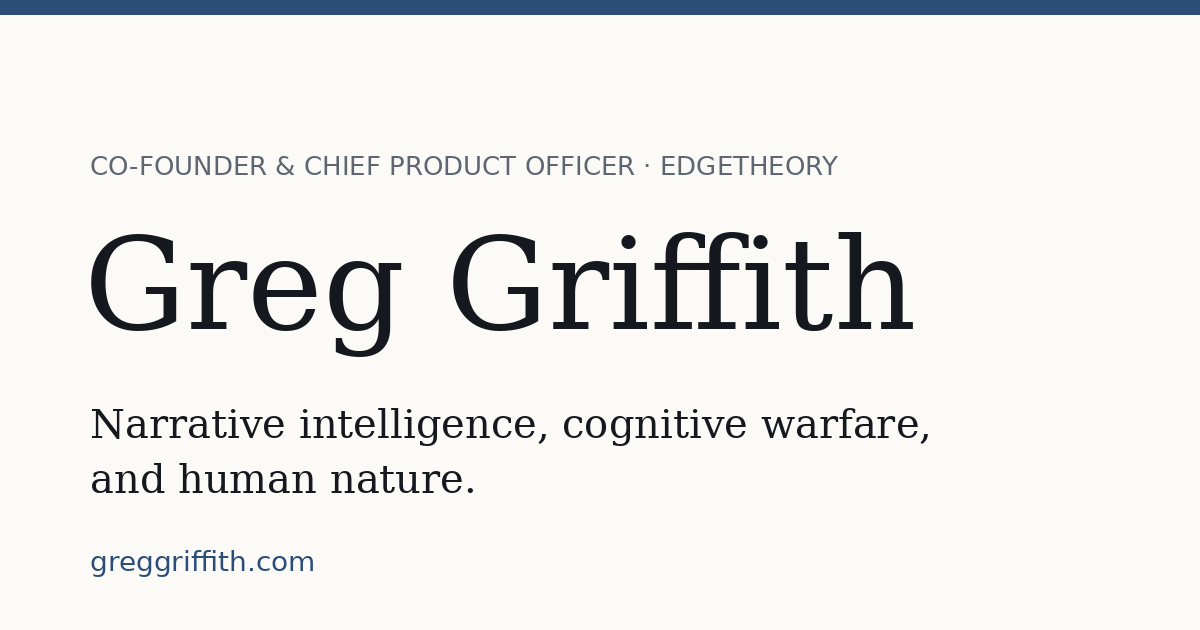 CO-FOUNDER & CHIEF PRODUCT OFFICER · EDGETHEORY
Greg Griffith
Narrative intelligence, cognitive warfare,
and human nature.
greggriffith.com